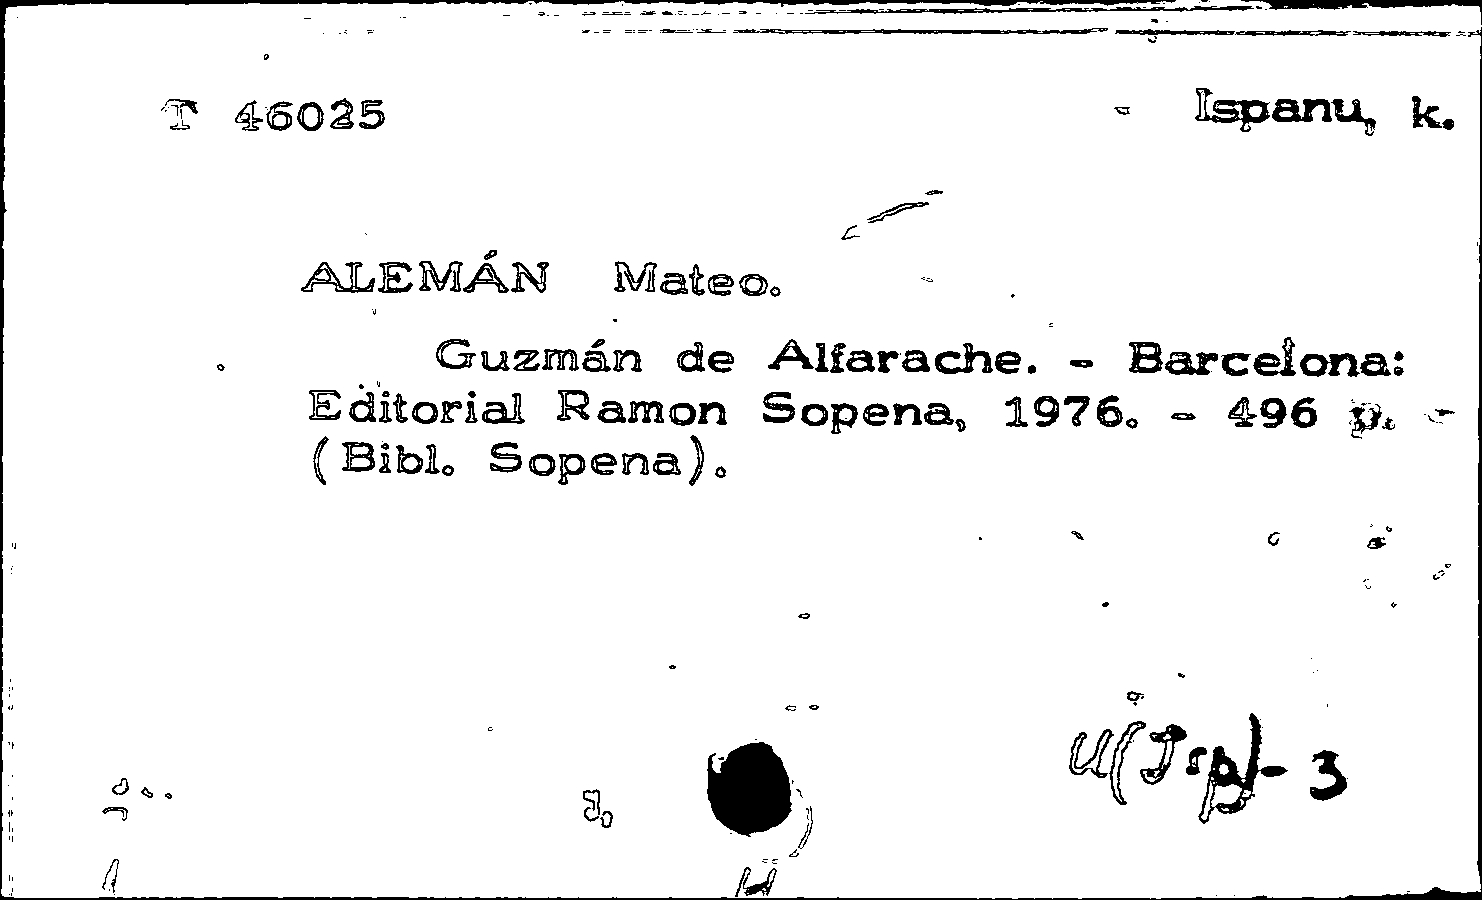 T 46025 - Ispanu, k.
ALEMÁN Mateo.
Guzmán de Alfarache. - Barcelona:
Editorial Ramon Sopena, 1976. - 496 p. -
(Bibl. Sopena).
U(Isp)-3